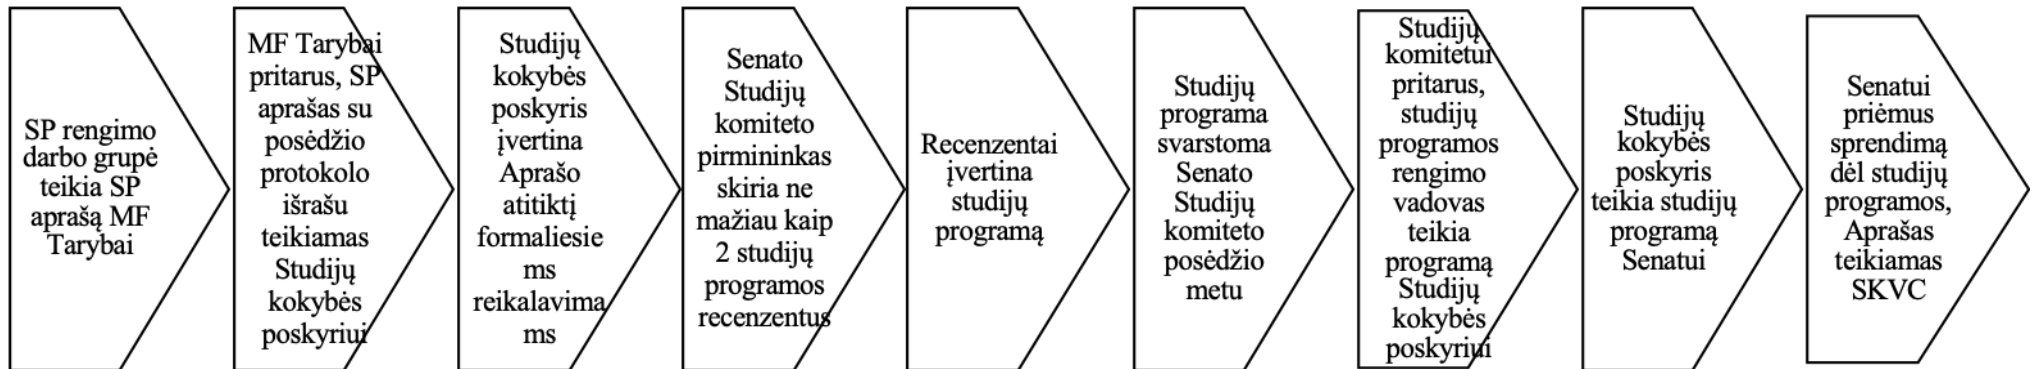 SP rengimo
darbo grupė
teikia SP
aprašą MF
Tarybai
MF Tarybai
pritarus, SP
aprašas su
posėdžio
protokolo
išrašu
teikiamas
Studijų
kokybės
poskyriui
Studijų
kokybės
poskyris
įvertina
Aprašo
atitiktį
formaliesie
ms
reikalavima
ms
Senato
Studijų
komiteto
pirmininkas
skiria ne
mažiau kaip
2 studijų
programos
recenzentus
Recenzentai
įvertina
studijų
programą
Studijų
programa
svarstoma
Senato
Studijų
komiteto
posėdžio
metu
Studijų
komitetui
pritarus,
studijų
programos
rengimo
vadovas
teikia
programą
Studijų
kokybės
poskyriui
Studijų
kokybės
poskyris
teikia studijų
programą
Senatui
Senatui
priėmus
sprendimą
dėl studijų
programos,
Aprašas
teikiamas
SKVC